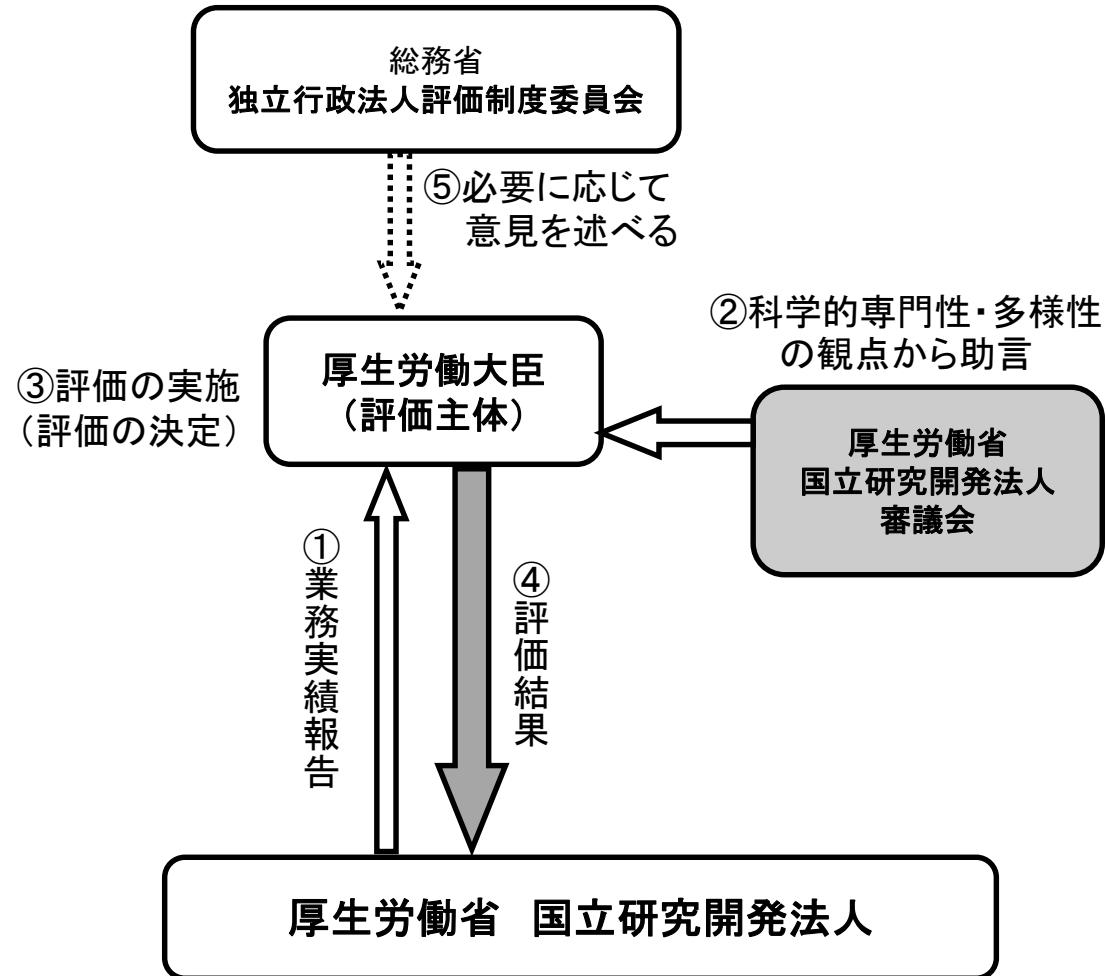 総務省
独立行政法人評価制度委員会
⑤必要に応じて
意見を述べる
②科学的専門性・多様性
の観点から助言
③評価の実施
（評価の決定）
厚生労働大臣
（評価主体）
厚生労働省
国立研究開発法人
審議会
①業務実績報告
④評価結果
厚生労働省　国立研究開発法人